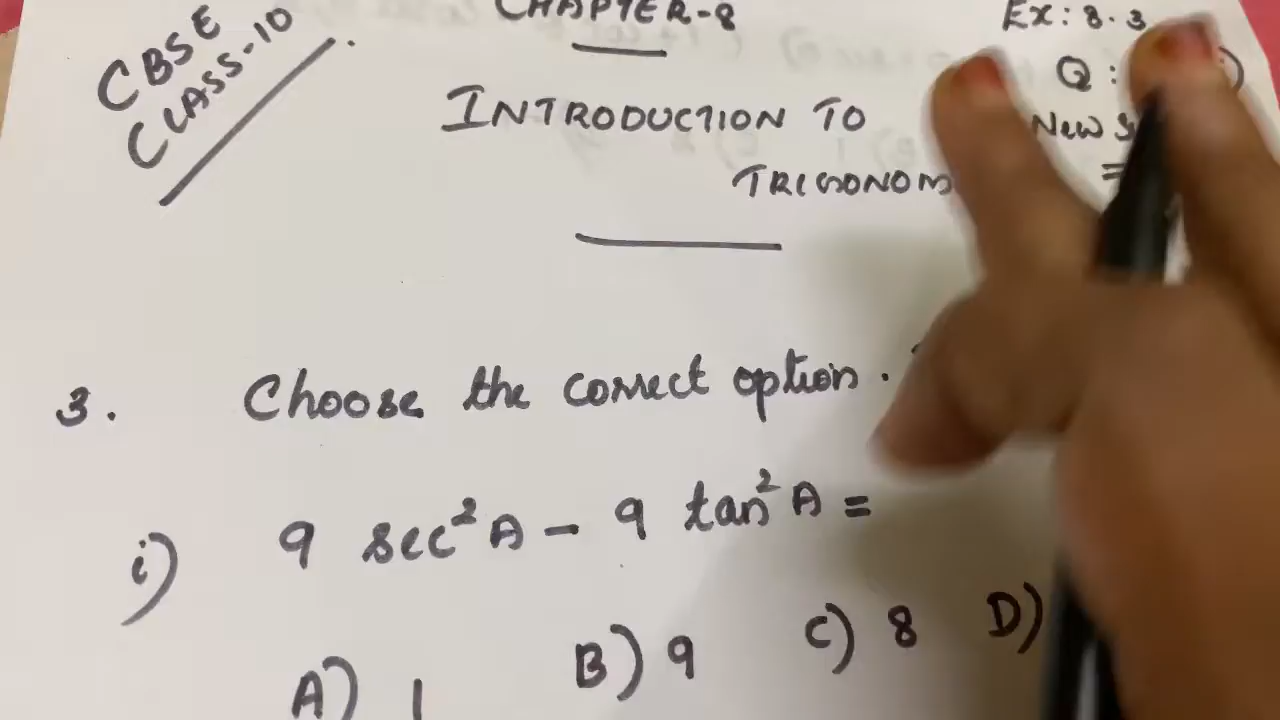 CBSE
CLASS-10
CHAPTER-8
Ex: 8.3
Q:
INTRODUCTION TO
New
3. Choose the correct option.
i) 9 sec²A - 9 tan²A =
A) 1 B) 9 C) 8 D)